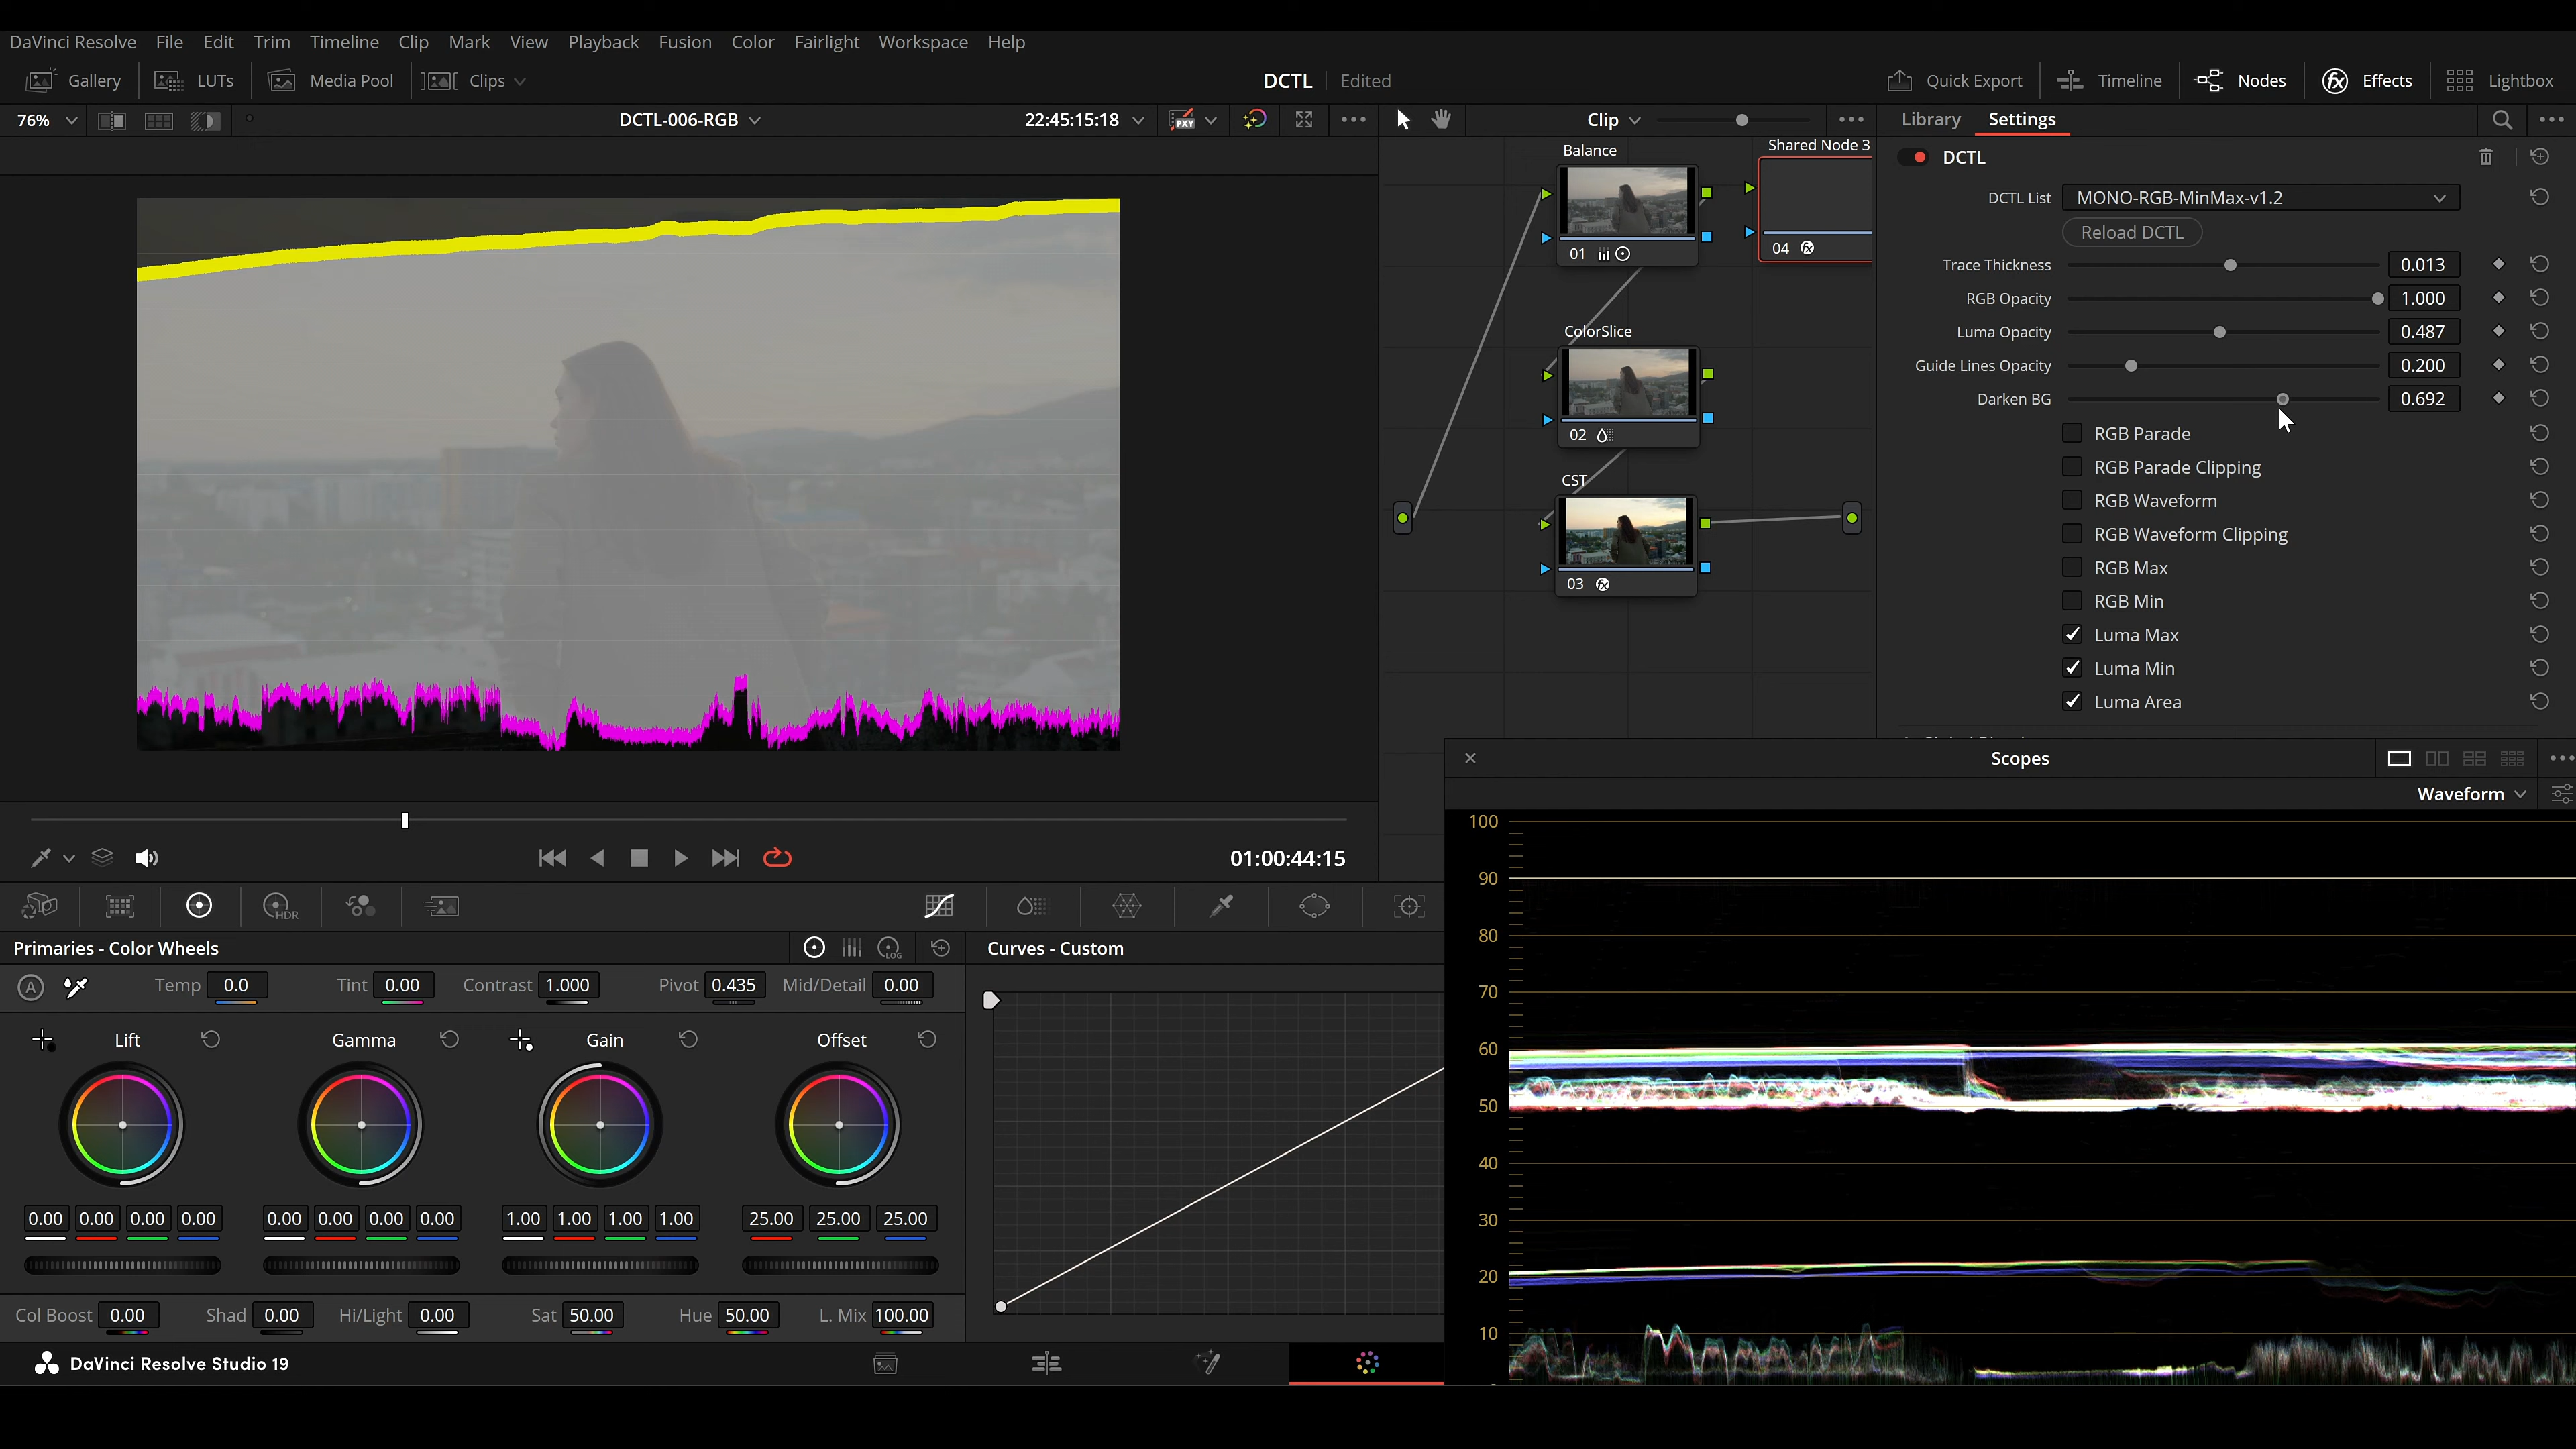 DaVinci Resolve File Edit Trim Timeline Clip Mark View Playback Fusion Color Fairlight Workspace Help
Gallery LUTs Media Pool Clips DCTL Edited Quick Export Timeline Nodes Effects Lightbox
76% DCTL-006-RGB 22:45:15:18 PXY Clip Library Settings
Balance
Shared Node 3
01
04
ColorSlice
02
CST
03
DCTL
DCTL List MONO-RGB-MinMax-v1.2
Reload DCTL
Trace Thickness 0.013
RGB Opacity 1.000
Luma Opacity 0.487
Guide Lines Opacity 0.200
Darken BG 0.692
RGB Parade
RGB Parade Clipping
RGB Waveform
RGB Waveform Clipping
RGB Max
RGB Min
Luma Max
Luma Min
Luma Area
01:00:44:15
HDR
Primaries - Color Wheels LOG
Temp 0.0 Tint 0.00 Contrast 1.000 Pivot 0.435 Mid/Detail 0.00
A
Lift Gamma Gain Offset
0.00 0.00 0.00 0.00 0.00 0.00 0.00 0.00 1.00 1.00 1.00 1.00 25.00 25.00 25.00
Col Boost 0.00 Shad 0.00 Hi/Light 0.00 Sat 50.00 Hue 50.00 L. Mix 100.00
Curves - Custom
Scopes
Waveform
100
90
80
70
60
50
40
30
20
10
DaVinci Resolve Studio 19